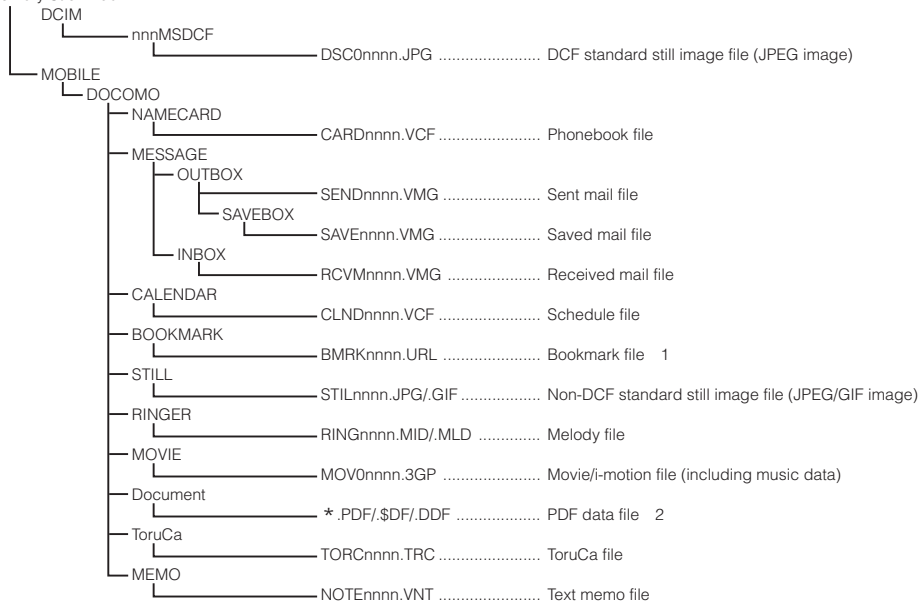 DCIM
nnnMSDCF
DSC0nnnn.JPG ...................... DCF standard still image file (JPEG image)
MOBILE
DOCOMO
NAMECARD
CARDnnnn.VCF ...................... Phonebook file
MESSAGE
OUTBOX
SENDnnnn.VMG ..................... Sent mail file
SAVEBOX
SAVEnnnn.VMG ...................... Saved mail file
INBOX
RCVMnnnn.VMG ..................... Received mail file
CALENDAR
CLNDnnnn.VCF ...................... Schedule file
BOOKMARK
BMRKnnnn.URL ..................... Bookmark file 1
STILL
STILnnnn.JPG/.GIF ................. Non-DCF standard still image file (JPEG/GIF image)
RINGER
RINGnnnn.MID/.MLD ............. Melody file
MOVIE
MOV0nnnn.3GP ..................... Movie/i-motion file (including music data)
Document
*.PDF/.$DF/.DDF .................. PDF data file 2
ToruCa
TORCnnnn.TRC ...................... ToruCa file
MEMO
NOTEnnnn.VNT ...................... Text memo file